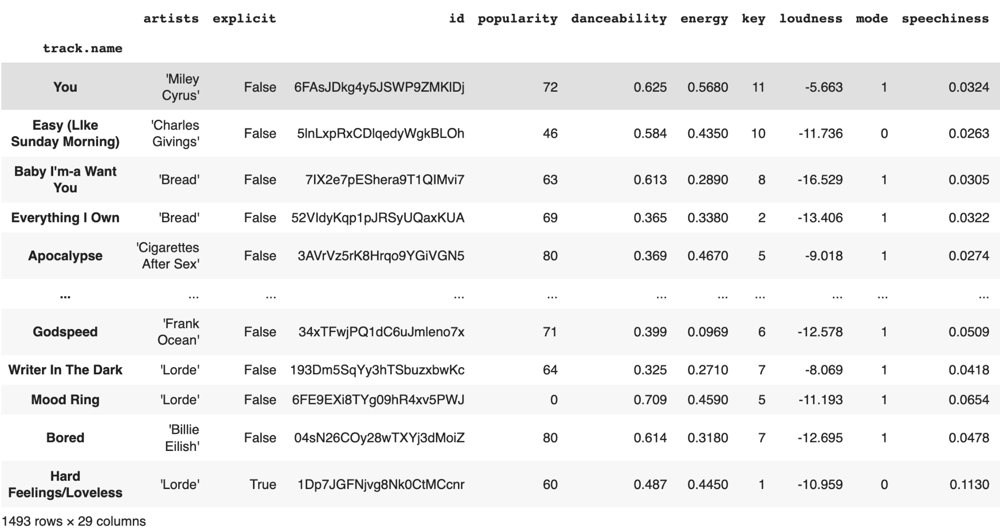 artists explicit id popularity danceability energy key loudness mode speechiness
track.name
You 'Miley Cyrus' False 6FAsJDkg4y5JSWP9ZMKlDj 72 0.625 0.5680 11 -5.663 1 0.0324
Easy (LIke Sunday Morning) 'Charles Givings' False 5lnLxpRxCDlqedyWgkBLOh 46 0.584 0.4350 10 -11.736 0 0.0263
Baby I'm-a Want You 'Bread' False 7IX2e7pEShera9T1QIMvi7 63 0.613 0.2890 8 -16.529 1 0.0305
Everything I Own 'Bread' False 52VIdyKqp1pJRSyUQaxKUA 69 0.365 0.3380 2 -13.406 1 0.0322
Apocalypse 'Cigarettes After Sex' False 3AVrVz5rK8Hrqo9YGiVGN5 80 0.369 0.4670 5 -9.018 1 0.0274
... ... ... ... ... ... ... ... ... ... ...
Godspeed 'Frank Ocean' False 34xTFwjPQ1dC6uJmleno7x 71 0.399 0.0969 6 -12.578 1 0.0509
Writer In The Dark 'Lorde' False 193Dm5SqYy3hTSbuzxbwKc 64 0.325 0.2710 7 -8.069 1 0.0418
Mood Ring 'Lorde' False 6FE9EXi8TYg09hR4xv5PWJ 0 0.709 0.4590 5 -11.193 1 0.0654
Bored 'Billie Eilish' False 04sN26COy28wTXYj3dMoiZ 80 0.614 0.3180 7 -12.695 1 0.0478
Hard Feelings/Loveless 'Lorde' True 1Dp7JGFNjvg8Nk0CtMCcnr 60 0.487 0.4450 1 -10.959 0 0.1130
1493 rows × 29 columns